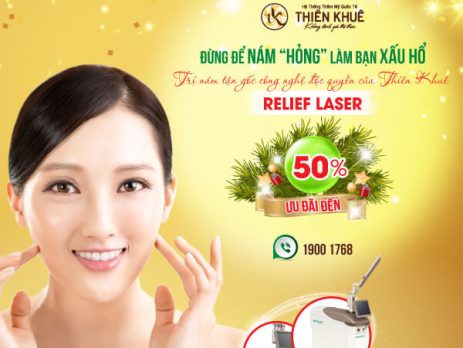 Hệ Thống Thẩm Mỹ Quốc Tế
THIÊN KHUÊ
ĐỪNG ĐỂ NÁM “HỎNG” LÀM BẠN XẤU HỔ
Trị nám tận gốc công nghệ độc quyền của Thiên Khuê
RELIEF LASER
50%
ƯU ĐÃI ĐẾN
1900 1768